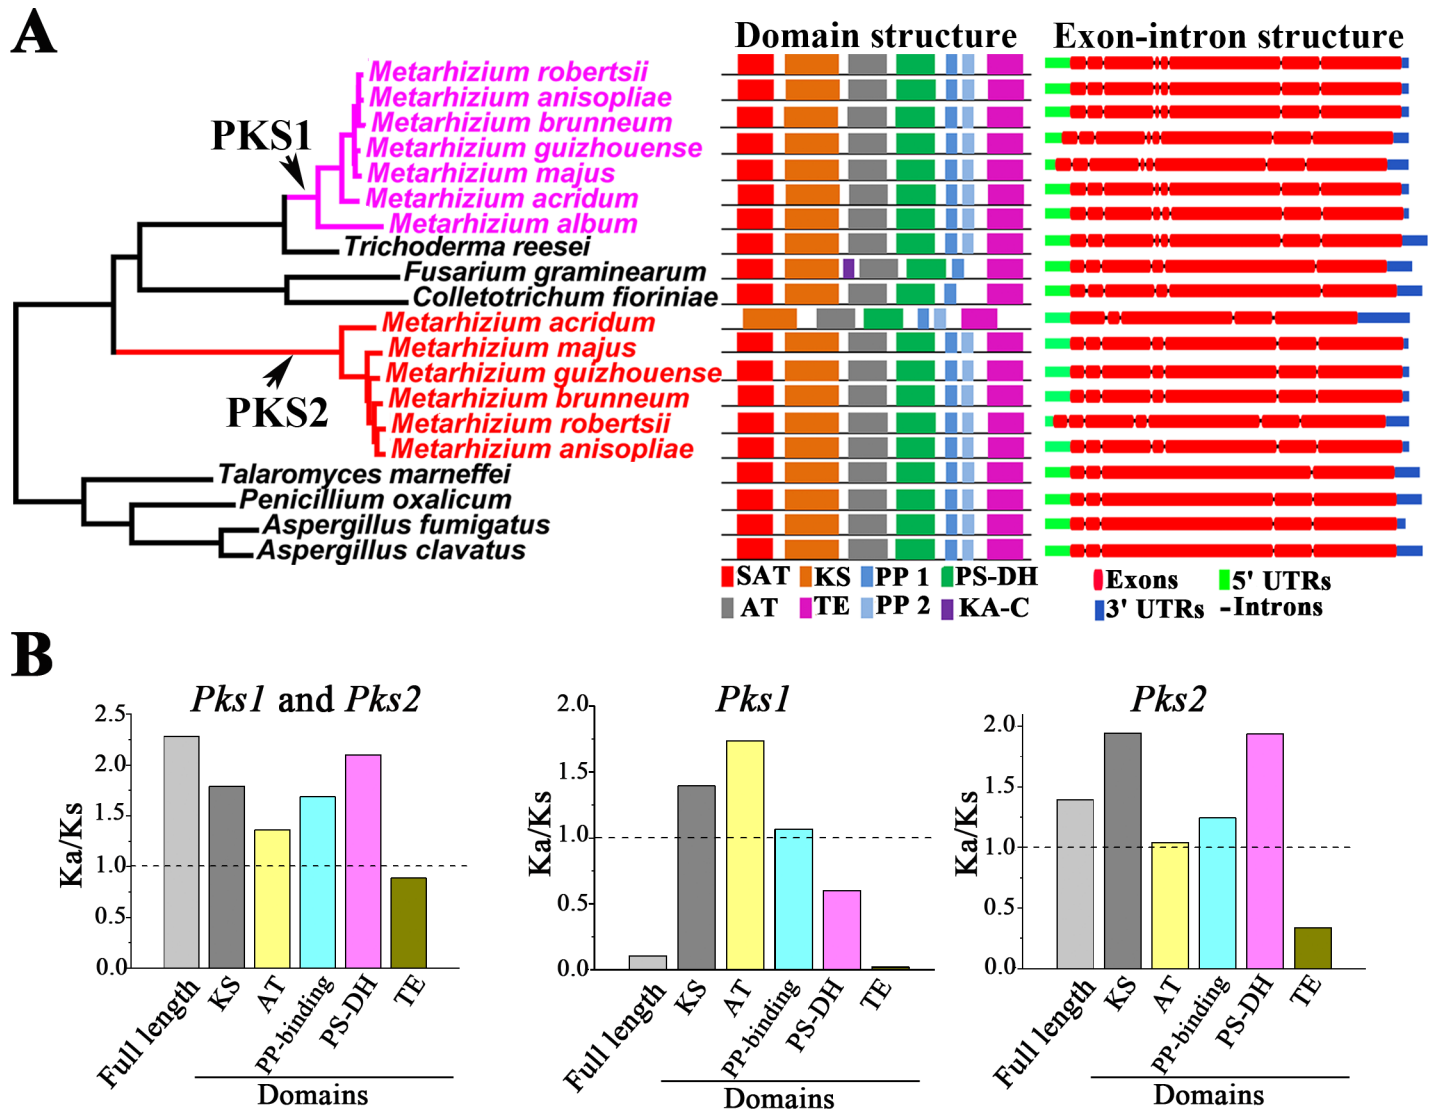 A
Domain structure
Exon-intron structure
Metarhizium robertsii
Metarhizium anisopliae
Metarhizium brunneum
PKS1
Metarhizium guizhouense
Metarhizium majus
Metarhizium acridum
Metarhizium album
Trichoderma reesei
Fusarium graminearum
Colletotrichum fioriniae
Metarhizium acridum
Metarhizium majus
Metarhizium guizhouense
Metarhizium brunneum
PKS2
Metarhizium robertsii
Metarhizium anisopliae
Talaromyces marneffei
Penicillium oxalicum
Aspergillus fumigatus
Aspergillus clavatus
SAT KS PP 1 PS-DH
AT TE PP 2 KA-C
Exons 5' UTRs
3' UTRs -Introns
B
Pks1 and Pks2
2.5
2.0
1.5
1.0
0.5
0.0
Ka/Ks
Full length
KS
AT
PP-binding
PS-DH
TE
Domains
Pks1
2.0
1.5
1.0
0.5
0.0
Ka/Ks
Full length
KS
AT
PP-binding
PS-DH
TE
Domains
Pks2
2.0
1.5
1.0
0.5
0.0
Ka/Ks
Full length
KS
AT
PP-binding
PS-DH
TE
Domains